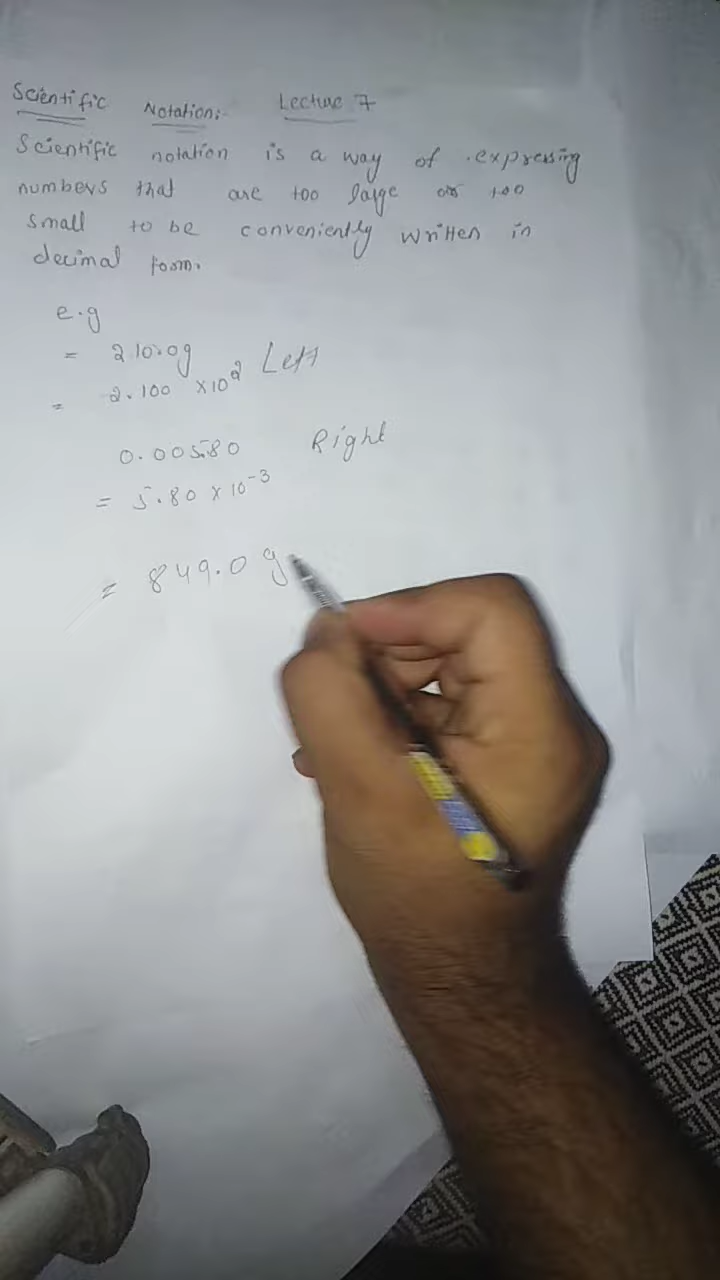 Scientific Notation:- Lecture 7
Scientific notation is a way of expressing
numbers that are too large or too
small to be conveniently written in
decimal form.
e.g
= 210.0g Left
= 2.100 ×10²
0.00580 Right
= 5.80 × 10⁻³
= 849.0 g